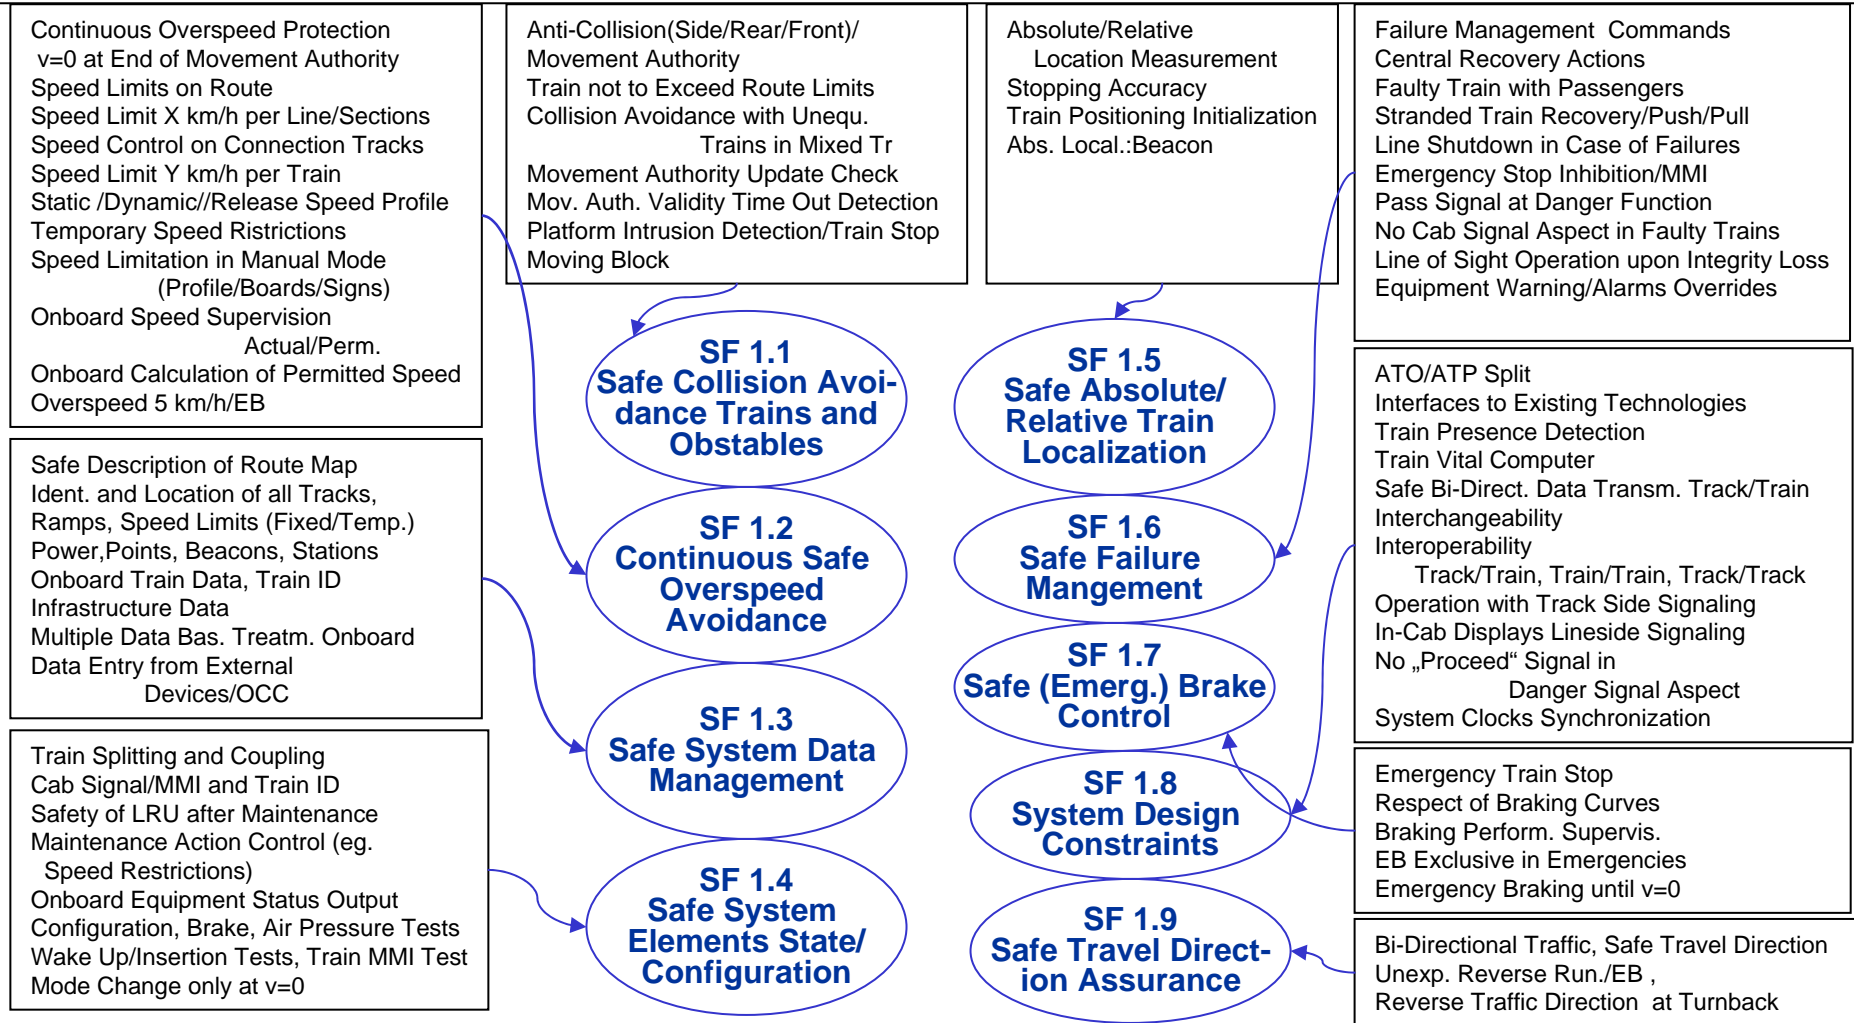 Continuous Overspeed Protection
v=0 at End of Movement Authority
Speed Limits on Route
Speed Limit X km/h per Line/Sections
Speed Control on Connection Tracks
Speed Limit Y km/h per Train
Static /Dynamic//Release Speed Profile
Temporary Speed Ristrictions
Speed Limitation in Manual Mode
(Profile/Boards/Signs)
Onboard Speed Supervision
Actual/Perm.
Onboard Calculation of Permitted Speed
Overspeed 5 km/h/EB
Safe Description of Route Map
Ident. and Location of all Tracks,
Ramps, Speed Limits (Fixed/Temp.)
Power,Points, Beacons, Stations
Onboard Train Data, Train ID
Infrastructure Data
Multiple Data Bas. Treatm. Onboard
Data Entry from External
Devices/OCC
Train Splitting and Coupling
Cab Signal/MMI and Train ID
Safety of LRU after Maintenance
Maintenance Action Control (eg.
Speed Restrictions)
Onboard Equipment Status Output
Configuration, Brake, Air Pressure Tests
Wake Up/Insertion Tests, Train MMI Test
Mode Change only at v=0
Anti-Collision(Side/Rear/Front)/
Movement Authority
Train not to Exceed Route Limits
Collision Avoidance with Unequ.
Trains in Mixed Tr
Movement Authority Update Check
Mov. Auth. Validity Time Out Detection
Platform Intrusion Detection/Train Stop
Moving Block
SF 1.1
Safe Collision Avoi-
dance Trains and
Obstables
SF 1.2
Continuous Safe
Overspeed
Avoidance
SF 1.3
Safe System Data
Management
SF 1.4
Safe System
Elements State/
Configuration
Absolute/Relative
Location Measurement
Stopping Accuracy
Train Positioning Initialization
Abs. Local.:Beacon
SF 1.5
Safe Absolute/
Relative Train
Localization
SF 1.6
Safe Failure
Mangement
SF 1.7
Safe (Emerg.) Brake
Control
SF 1.8
System Design
Constraints
SF 1.9
Safe Travel Direct-
ion Assurance
Failure Management Commands
Central Recovery Actions
Faulty Train with Passengers
Stranded Train Recovery/Push/Pull
Line Shutdown in Case of Failures
Emergency Stop Inhibition/MMI
Pass Signal at Danger Function
No Cab Signal Aspect in Faulty Trains
Line of Sight Operation upon Integrity Loss
Equipment Warning/Alarms Overrides
ATO/ATP Split
Interfaces to Existing Technologies
Train Presence Detection
Train Vital Computer
Safe Bi-Direct. Data Transm. Track/Train
Interchangeability
Interoperability
Track/Train, Train/Train, Track/Track
Operation with Track Side Signaling
In-Cab Displays Lineside Signaling
No „Proceed“ Signal in
Danger Signal Aspect
System Clocks Synchronization
Emergency Train Stop
Respect of Braking Curves
Braking Perform. Supervis.
EB Exclusive in Emergencies
Emergency Braking until v=0
Bi-Directional Traffic, Safe Travel Direction
Unexp. Reverse Run./EB ,
Reverse Traffic Direction at Turnback